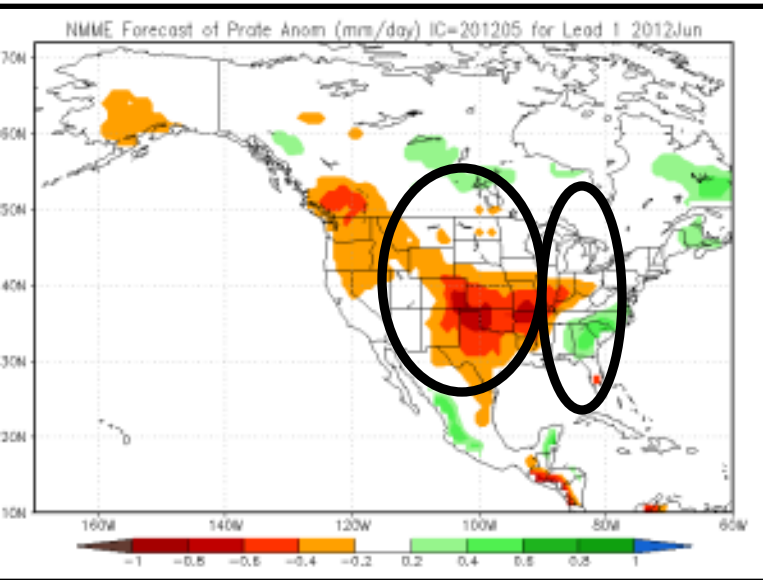 NMME Forecast of Prate Anom (mm/day) IC=201205 for Lead 1 2012Jun
70N
60N
50N
40N
30N
20N
10N
160W 140W 120W 100W 80W 60W
-1 -0.8 -0.6 -0.4 -0.2 0.2 0.4 0.6 0.8 1